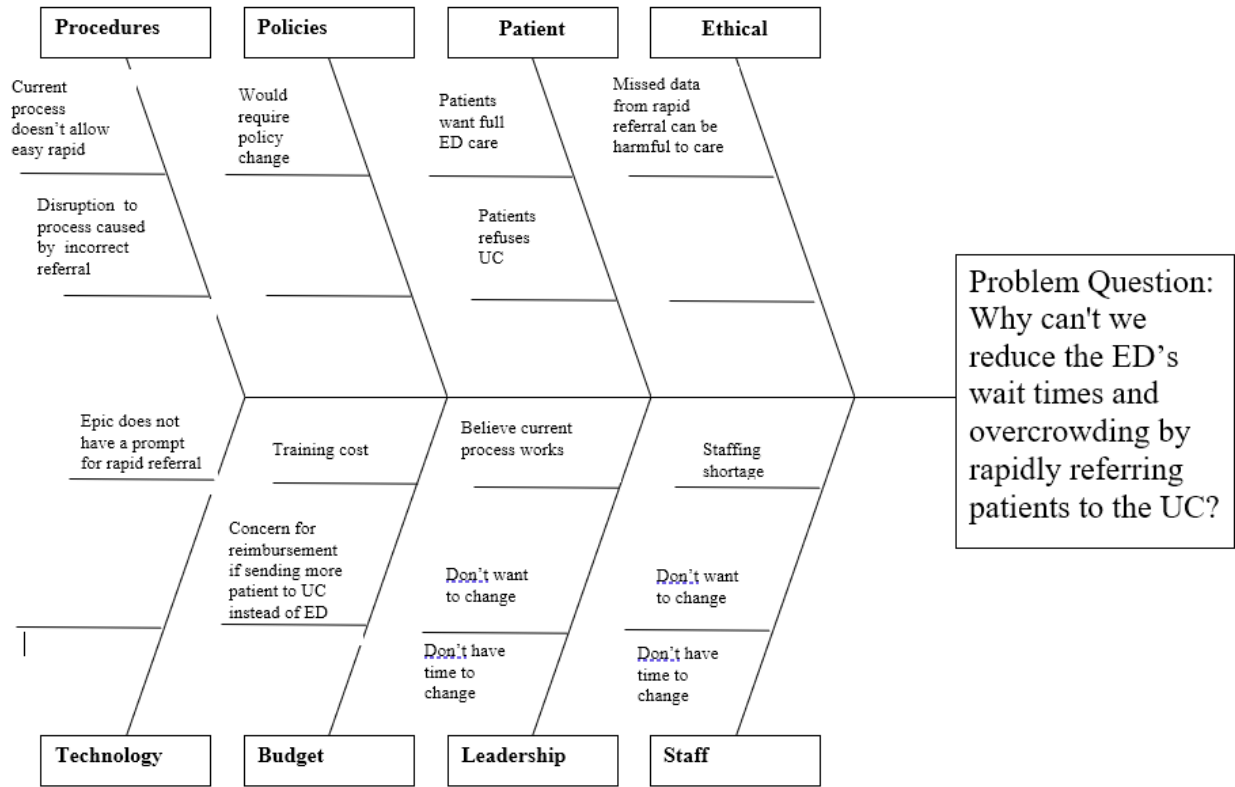 Procedures
Policies
Patient
Ethical
Current
process
doesn't allow
easy rapid
Would
require
policy
change
Patients
want full
ED care
Missed data
from rapid
referral can be
harmful to care
Disruption to
process caused
by incorrect
referral
Patients
refuses
UC
Problem Question:
Why can't we
reduce the ED's
wait times and
overcrowding by
rapidly referring
patients to the UC?
Epic does not
have a prompt
for rapid referral
Training cost
Believe current
process works
Staffing
shortage
Concern for
reimbursement
if sending more
patient to UC
instead of ED
Don't want
to change
Don't want
to change
Don't have
time to
change
Don't have
time to
change
Technology
Budget
Leadership
Staff